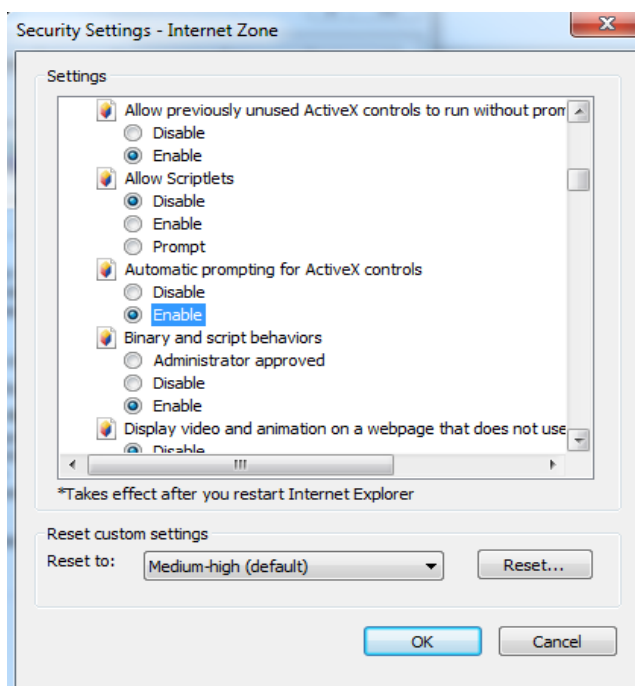 Security Settings - Internet Zone
Settings
Allow previously unused ActiveX controls to run without prom
Disable
Enable
Allow Scriptlets
Disable
Enable
Prompt
Automatic prompting for ActiveX controls
Disable
Enable
Binary and script behaviors
Administrator approved
Disable
Enable
Display video and animation on a webpage that does not use
Disable
*Takes effect after you restart Internet Explorer
Reset custom settings
Reset to: Medium-high (default) Reset...
OK Cancel